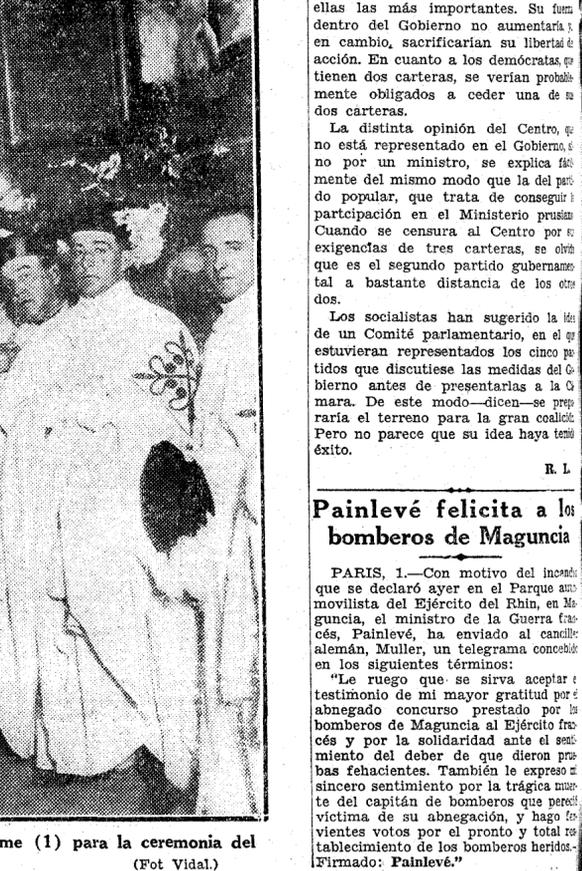 me (1) para la ceremonia del
(Fot Vidal.)
ellas las más importantes. Su fuerza
dentro del Gobierno no aumentaría y,
en cambio, sacrificarían su libertad de
acción. En cuanto a los demócratas, que
tienen dos carteras, se verían probable-
mente obligados a ceder una de sus
dos carteras.
La distinta opinión del Centro, que
no está representado en el Gobierno, si-
no por un ministro, se explica fácil-
mente del mismo modo que la del parti-
do popular, que trata de conseguir la
partcipación en el Ministerio prusiano
Cuando se censura al Centro por sus
exigencias de tres carteras, se olvida
que es el segundo partido gubernamen-
tal a bastante distancia de los otros
dos.
Los socialistas han sugerido la idea
de un Comité parlamentario, en el que
estuvieran representados los cinco par-
tidos que discutiese las medidas del Go-
bierno antes de presentarlas a la Cá-
mara. De este modo—dicen—se prepa-
raría el terreno para la gran coalición
Pero no parece que su idea haya tenido
éxito.
R. L.
Painlevé felicita a los
bomberos de Maguncia
PARIS, 1.—Con motivo del incendio
que se declaró ayer en el Parque auto-
movilista del Ejército del Rhin, en Ma-
guncia, el ministro de la Guerra fran-
cés, Painlevé, ha enviado al canciller
alemán, Muller, un telegrama concebido
en los siguientes términos:
"Le ruego que se sirva aceptar el
testimonio de mi mayor gratitud por el
abnegado concurso prestado por los
bomberos de Maguncia al Ejército fran-
cés y por la solidaridad ante el senti-
miento del deber de que dieron prue-
bas fehacientes. También le expreso mi
sincero sentimiento por la trágica muer-
te del capitán de bomberos que pereció
víctima de su abnegación, y hago fer-
vientes votos por el pronto y total res-
tablecimiento de los bomberos heridos.—
Firmado: Painlevé."